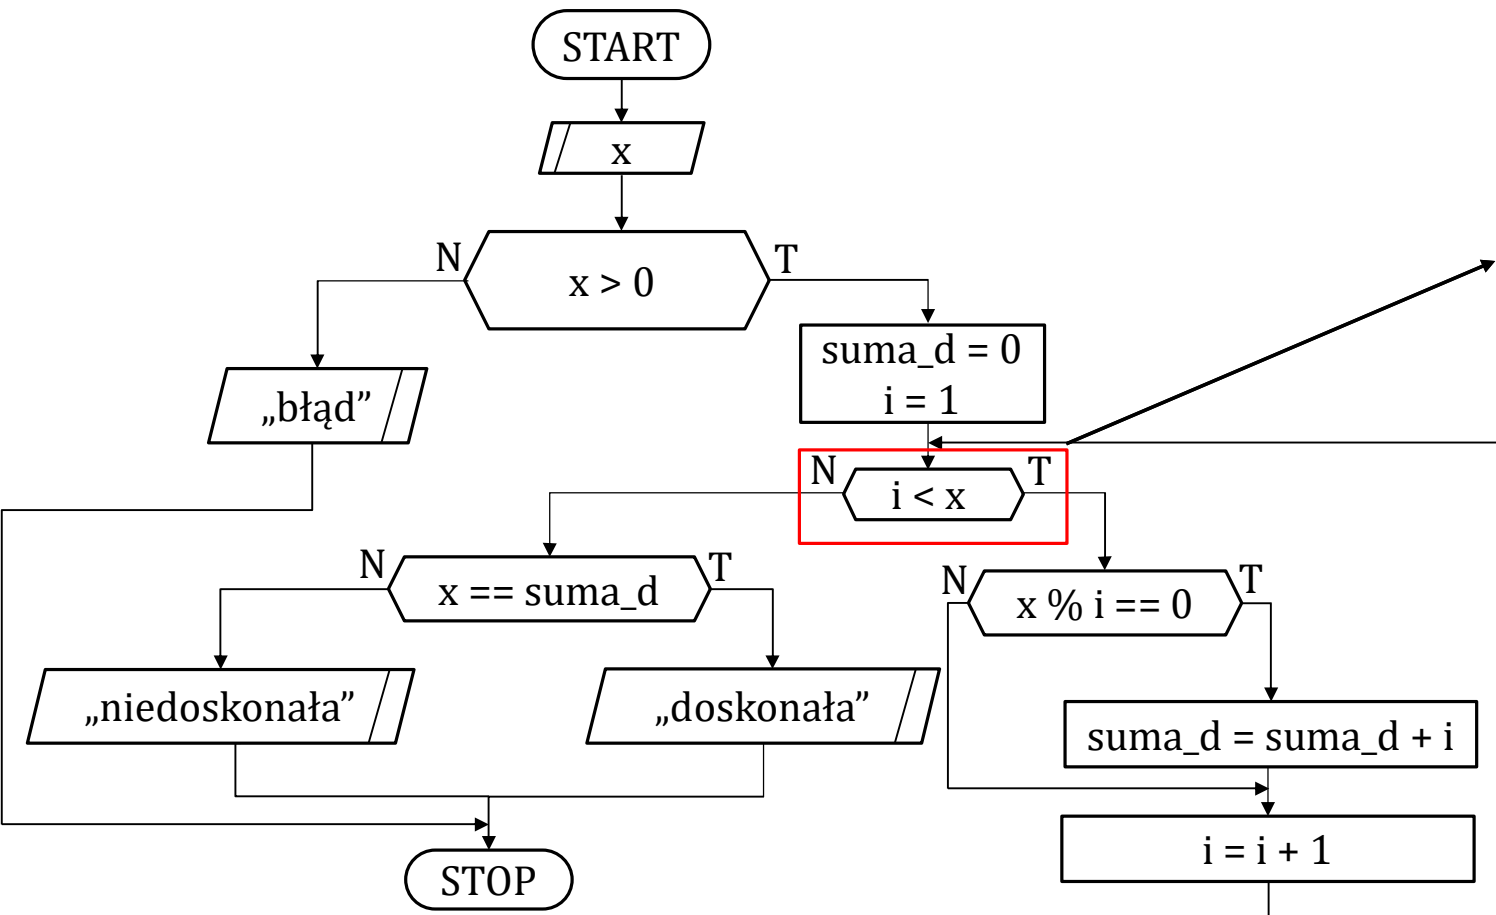 START
x
N
x > 0
T
suma_d = 0
i = 1
„błąd”
N
i < x
T
N
x == suma_d
T
N
x % i == 0
T
„niedoskonała”
„doskonała”
suma_d = suma_d + i
i = i + 1
STOP